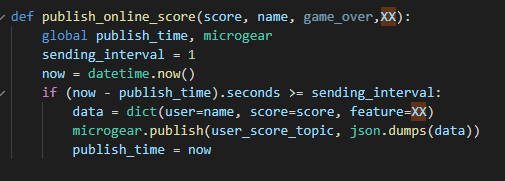 def publish_online_score(score, name, game_over,XX):
    global publish_time, microgear
    sending_interval = 1
    now = datetime.now()
    if (now - publish_time).seconds >= sending_interval:
        data = dict(user=name, score=score, feature=XX)
        microgear.publish(user_score_topic, json.dumps(data))
        publish_time = now